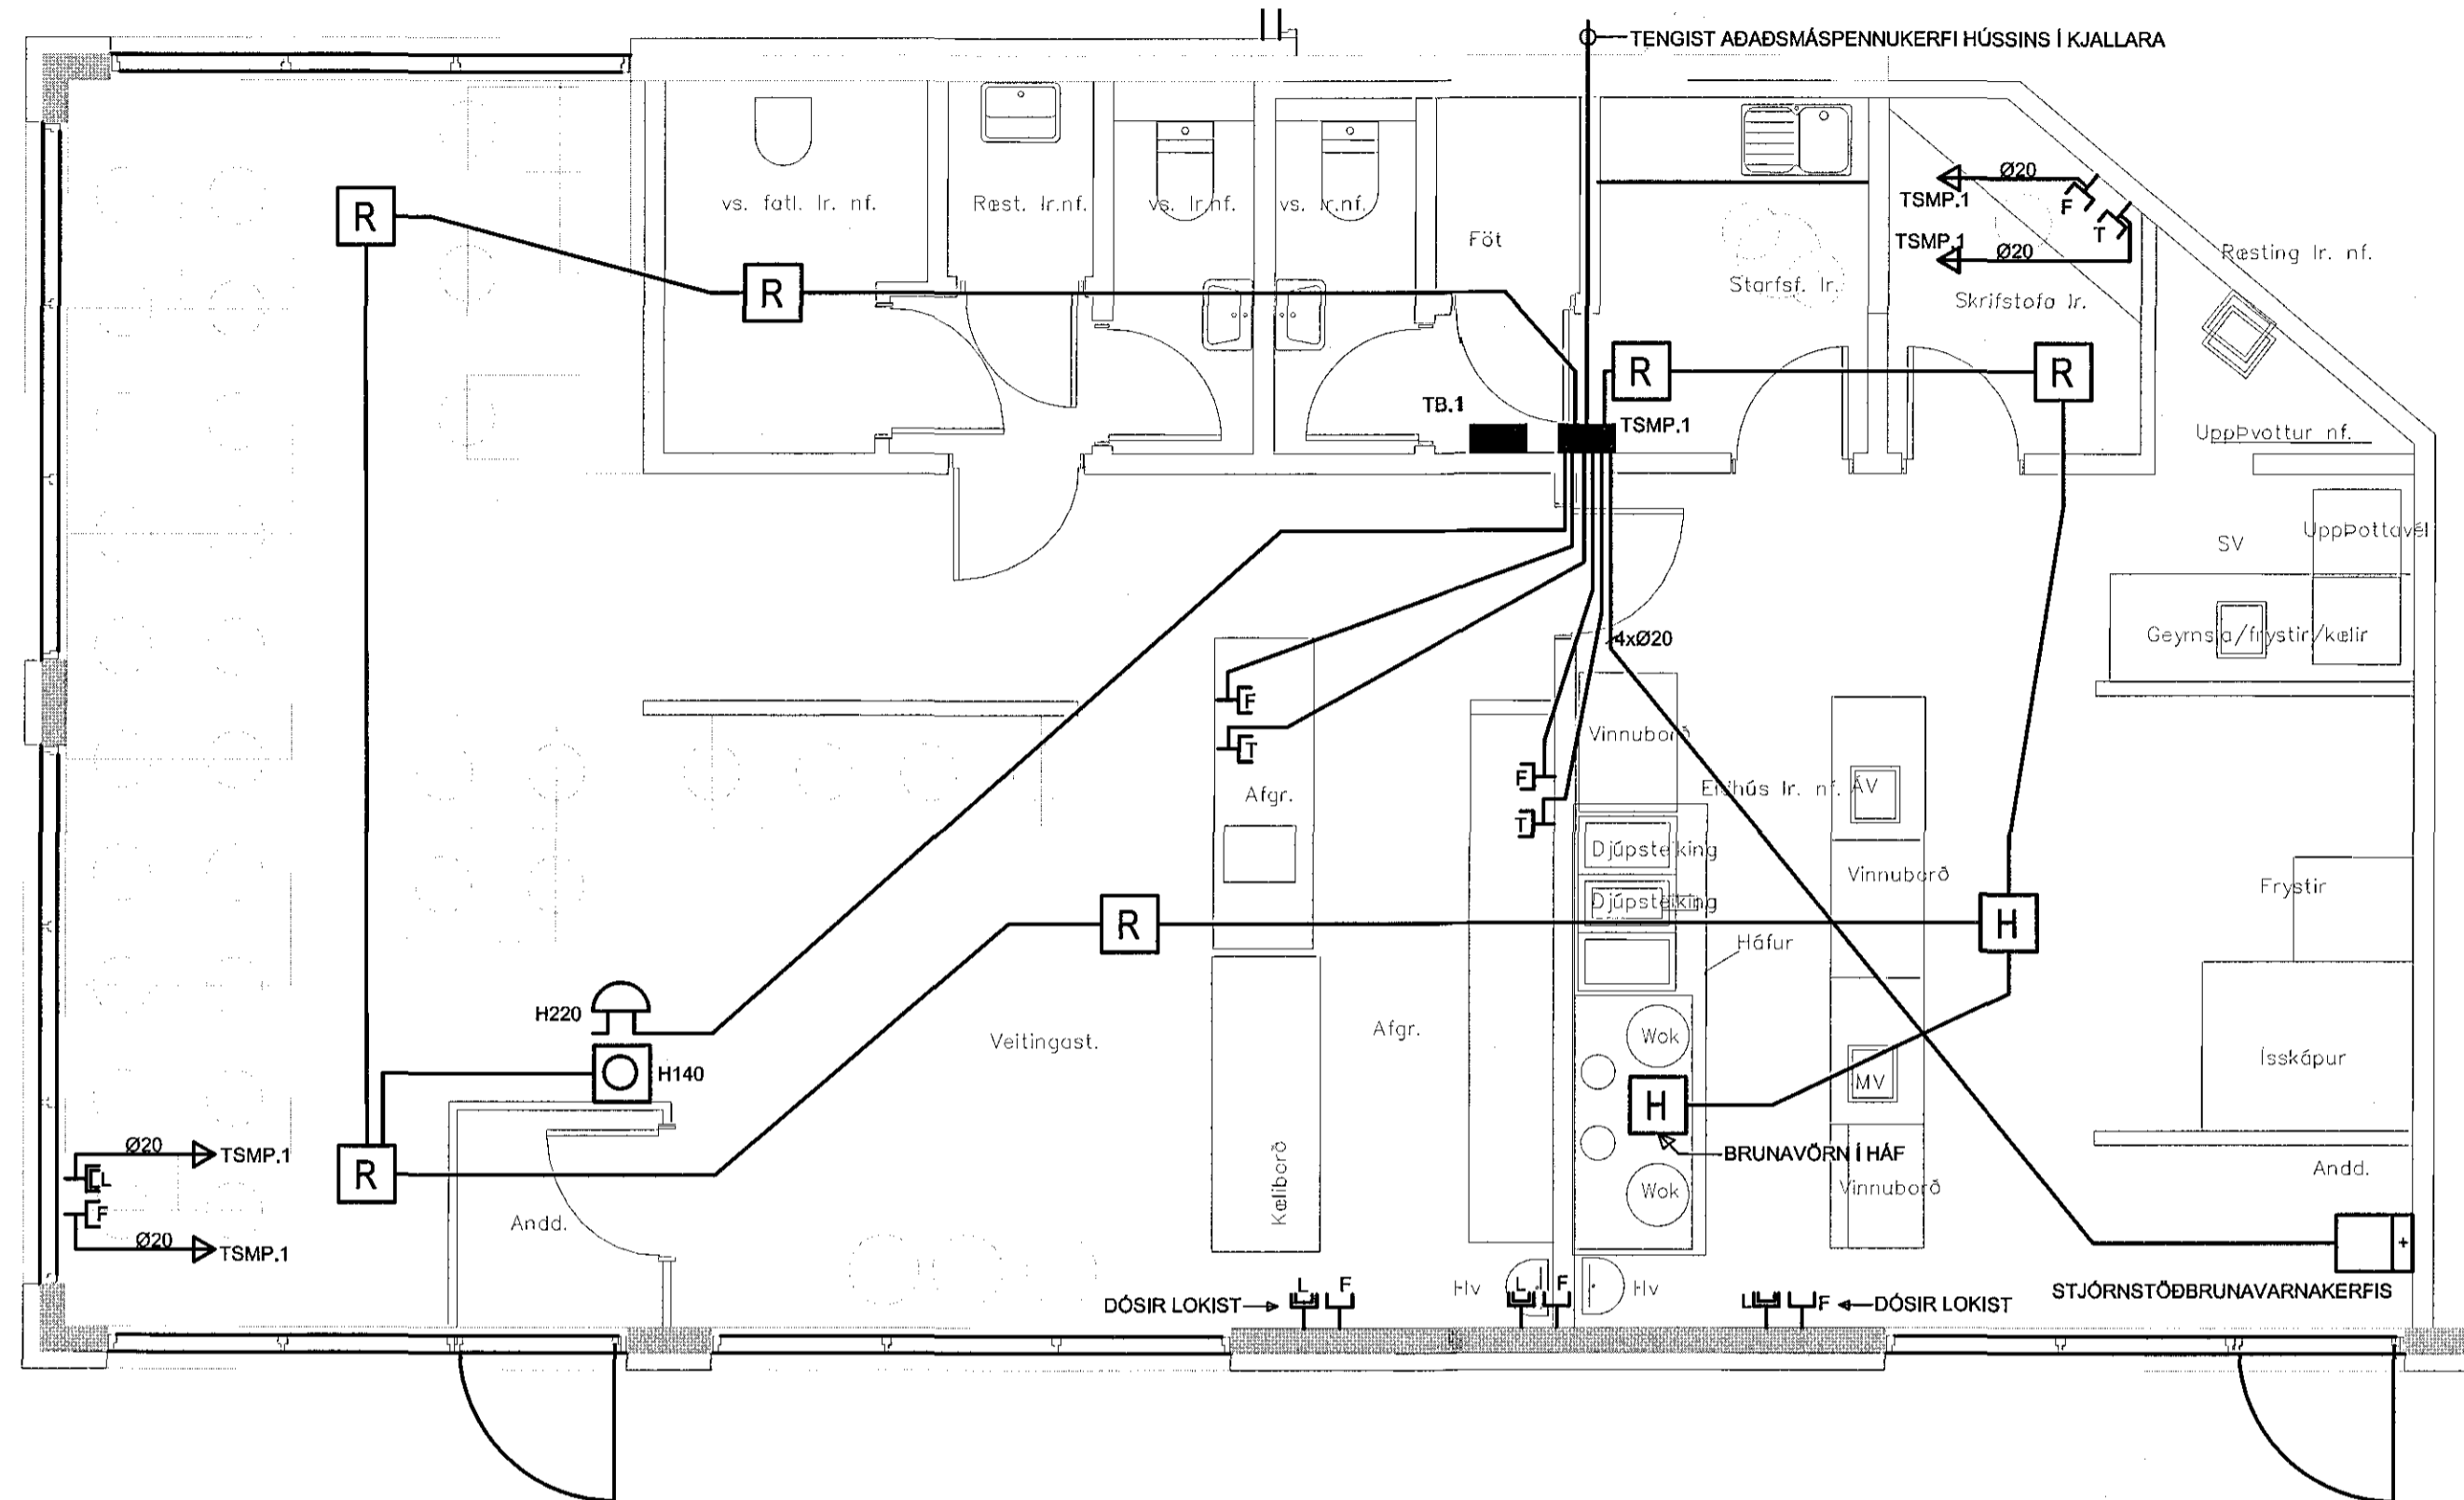 TENGIST AÐAÐSMÁSPENNUKERFI HÚSSINS Í KJALLARA
vs. fatl. lr. nf.
Ræst. lr.nf.
vs. lr.nf.
vs. lr.nf.
Föt
Starfsf. lr.
Skrifstofa lr.
Ræsting lr. nf.
TSMP.1
Ø20
F
TSMP.1
Ø20
T
R
R
R
R
TB.1
TSMP.1
UppÞvottur nf.
SV
UppÞottavél
Geymsla/frystir/kælir
4xØ20
F
T
Afgr.
F
T
Vinnuborð
Eldhús lr. nf.
ÁV
Djúpsteiking
Djúpsteiking
Vinnuborð
Frystir
R
H
Háfur
H220
H140
Veitingast.
Afgr.
Wok
MV
Ísskápur
H
BRUNAVÖRN Í HÁF
Wok
Vinnuborð
Andd.
Ø20
TSMP.1
L
F
Ø20
TSMP.1
R
Andd.
Kæliborð
STJÓRNSTÖÐBRUNAVARNAKERFIS
DÓSIR LOKIST
L
F
Hv
L
F
Hv
L
F
DÓSIR LOKIST